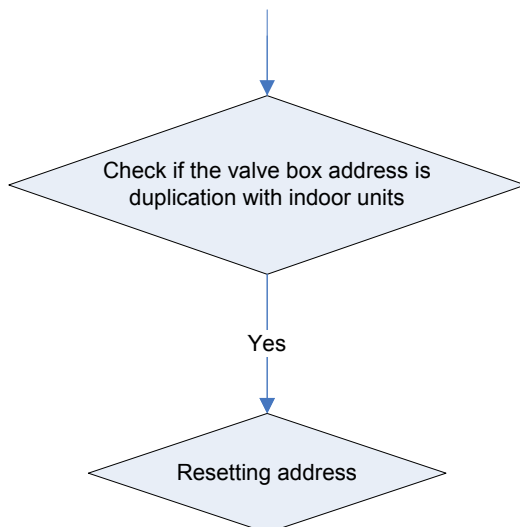 Check if the valve box address is
duplication with indoor units
Yes
Resetting address